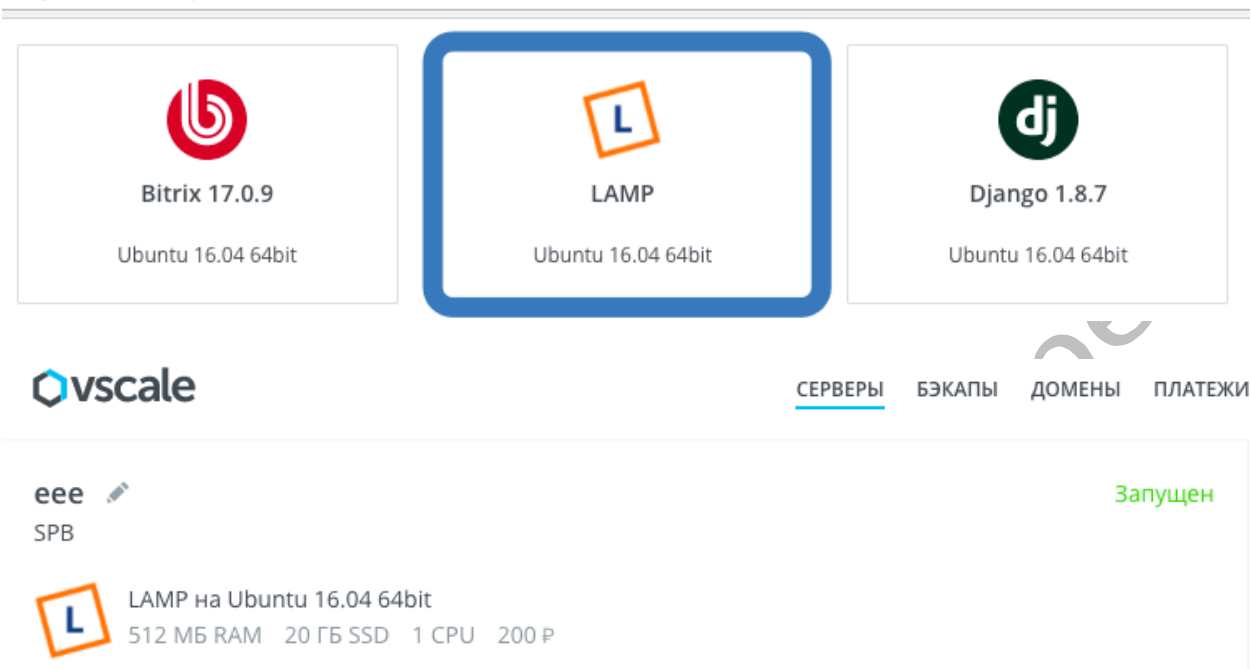 Bitrix 17.0.9
Ubuntu 16.04 64bit
L
LAMP
Ubuntu 16.04 64bit
dj
Django 1.8.7
Ubuntu 16.04 64bit
vscale
СЕРВЕРЫ БЭКАПЫ ДОМЕНЫ ПЛАТЕЖИ
eee
Запущен
SPB
L
LAMP на Ubuntu 16.04 64bit
512 МБ RAM 20 ГБ SSD 1 CPU 200 ₽